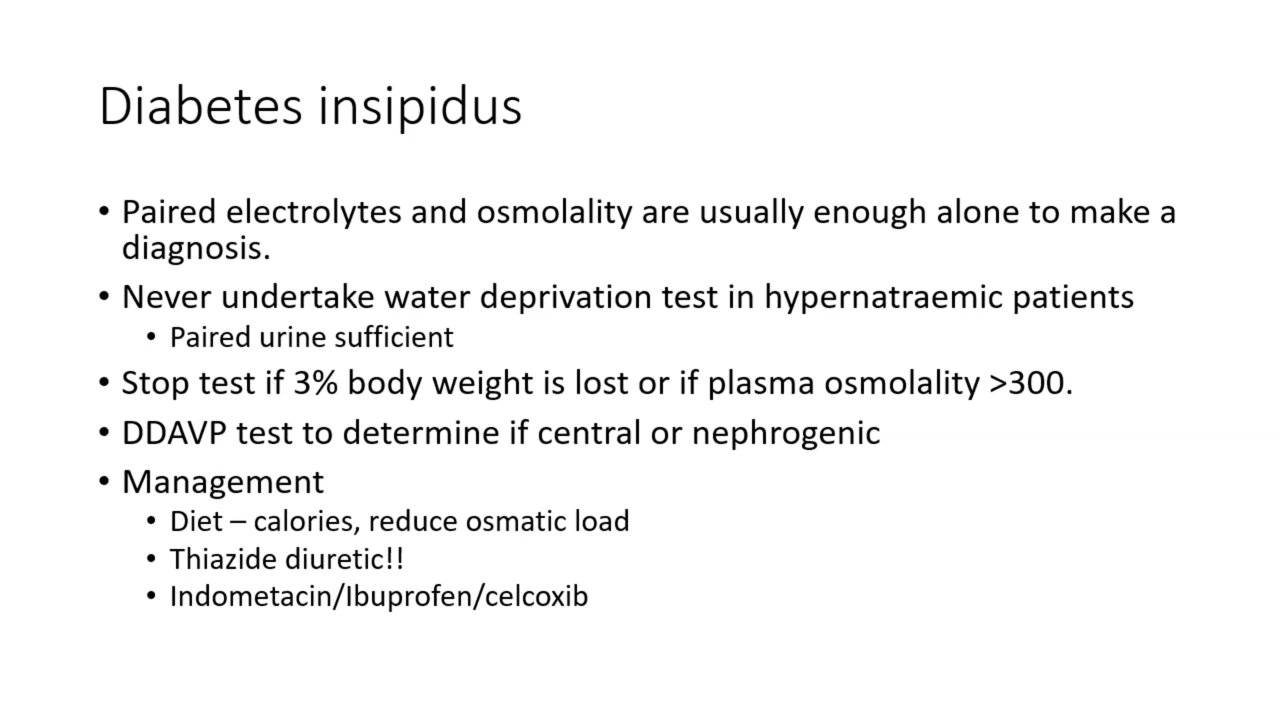 Diabetes insipidus
• Paired electrolytes and osmolality are usually enough alone to make a
diagnosis.
• Never undertake water deprivation test in hypernatraemic patients
• Paired urine sufficient
• Stop test if 3% body weight is lost or if plasma osmolality >300.
• DDAVP test to determine if central or nephrogenic
• Management
• Diet – calories, reduce osmatic load
• Thiazide diuretic!!
• Indometacin/Ibuprofen/celcoxib